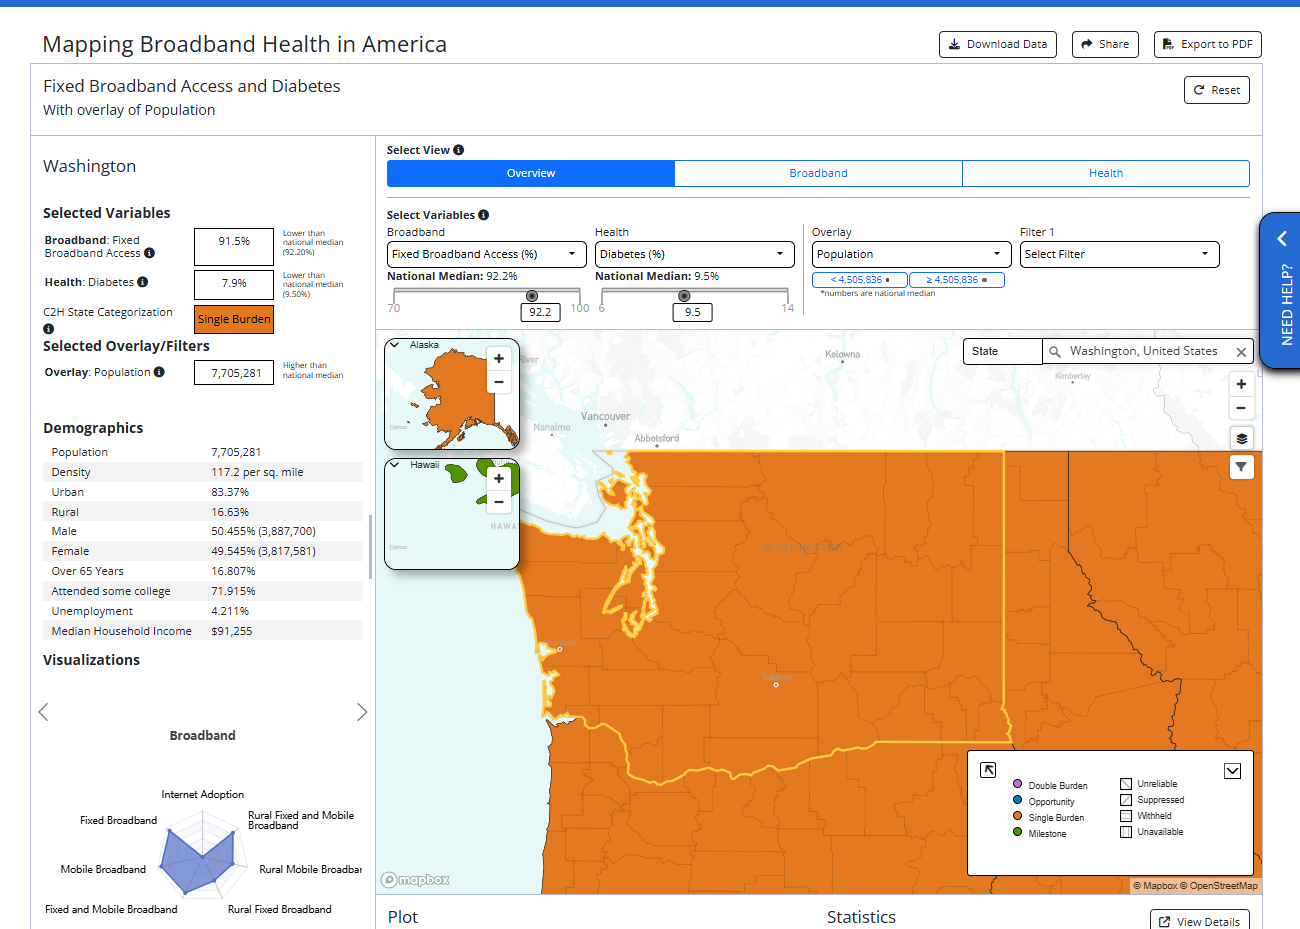 Mapping Broadband Health in America
Download Data
Share
Export to PDF
Fixed Broadband Access and Diabetes
With overlay of Population
Reset
Washington
Selected Variables
Broadband: Fixed
Broadband Access
91.5%
Lower than
national median
(92.20%)
Health: Diabetes
7.9%
Lower than
national median
(9.50%)
C2H State Categorization
Single Burden
Selected Overlay/Filters
Overlay: Population
7,705,281
Higher than
national median
Demographics
Population 7,705,281
Density 117.2 per sq. mile
Urban 83.37%
Rural 16.63%
Male 50.455% (3,887,700)
Female 49.545% (3,817,581)
Over 65 Years 16.807%
Attended some college 71.915%
Unemployment 4.211%
Median Household Income $91,255
Visualizations
Broadband
Internet Adoption
Fixed Broadband
Rural Fixed and Mobile
Broadband
Mobile Broadband
Rural Mobile Broadbar
Fixed and Mobile Broadband
Rural Fixed Broadband
Select View
Overview
Broadband
Health
Select Variables
Broadband
Health
Overlay
Filter 1
Fixed Broadband Access (%)
Diabetes (%)
Population
Select Filter
National Median: 92.2%
National Median: 9.5%
< 4,505,836
≥ 4,505,836
*numbers are national median
70
92.2
100
6
9.5
14
NEED HELP?
Alaska
River
Kelowna
State
Washington, United States
Kimberley
Vancouver
Nanaimo
Abbotsford
Hawaii
HAWA
WASHINGTON
Yakima
Double Burden
Opportunity
Single Burden
Milestone
Unreliable
Suppressed
Withheld
Unavailable
mapbox
© Mapbox © OpenStreetMap
Plot
Statistics
View Details